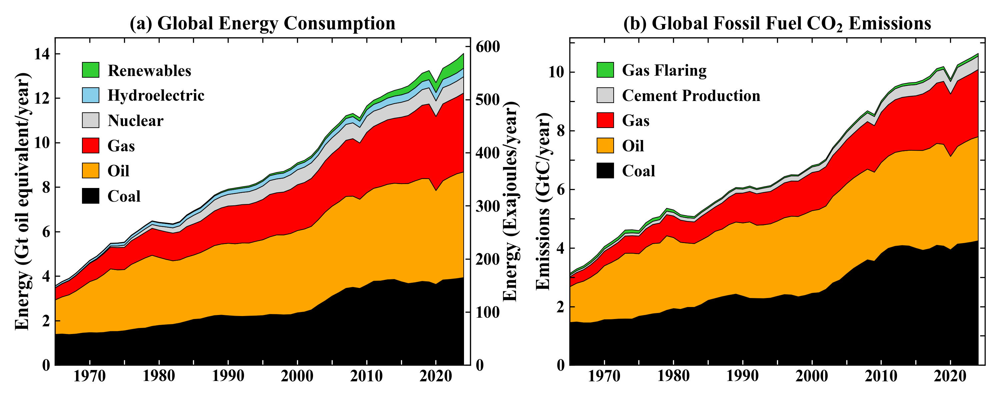 (a) Global Energy Consumption
Energy (Gt oil equivalent/year)
14
12
10
8
6
4
2
0
Renewables
Hydroelectric
Nuclear
Gas
Oil
Coal
600
500
400
300
200
100
0
Energy (Exajoules/year)
1970 1980 1990 2000 2010 2020
(b) Global Fossil Fuel CO₂ Emissions
Emissions (GtC/year)
10
8
6
4
2
0
Gas Flaring
Cement Production
Gas
Oil
Coal
1970 1980 1990 2000 2010 2020